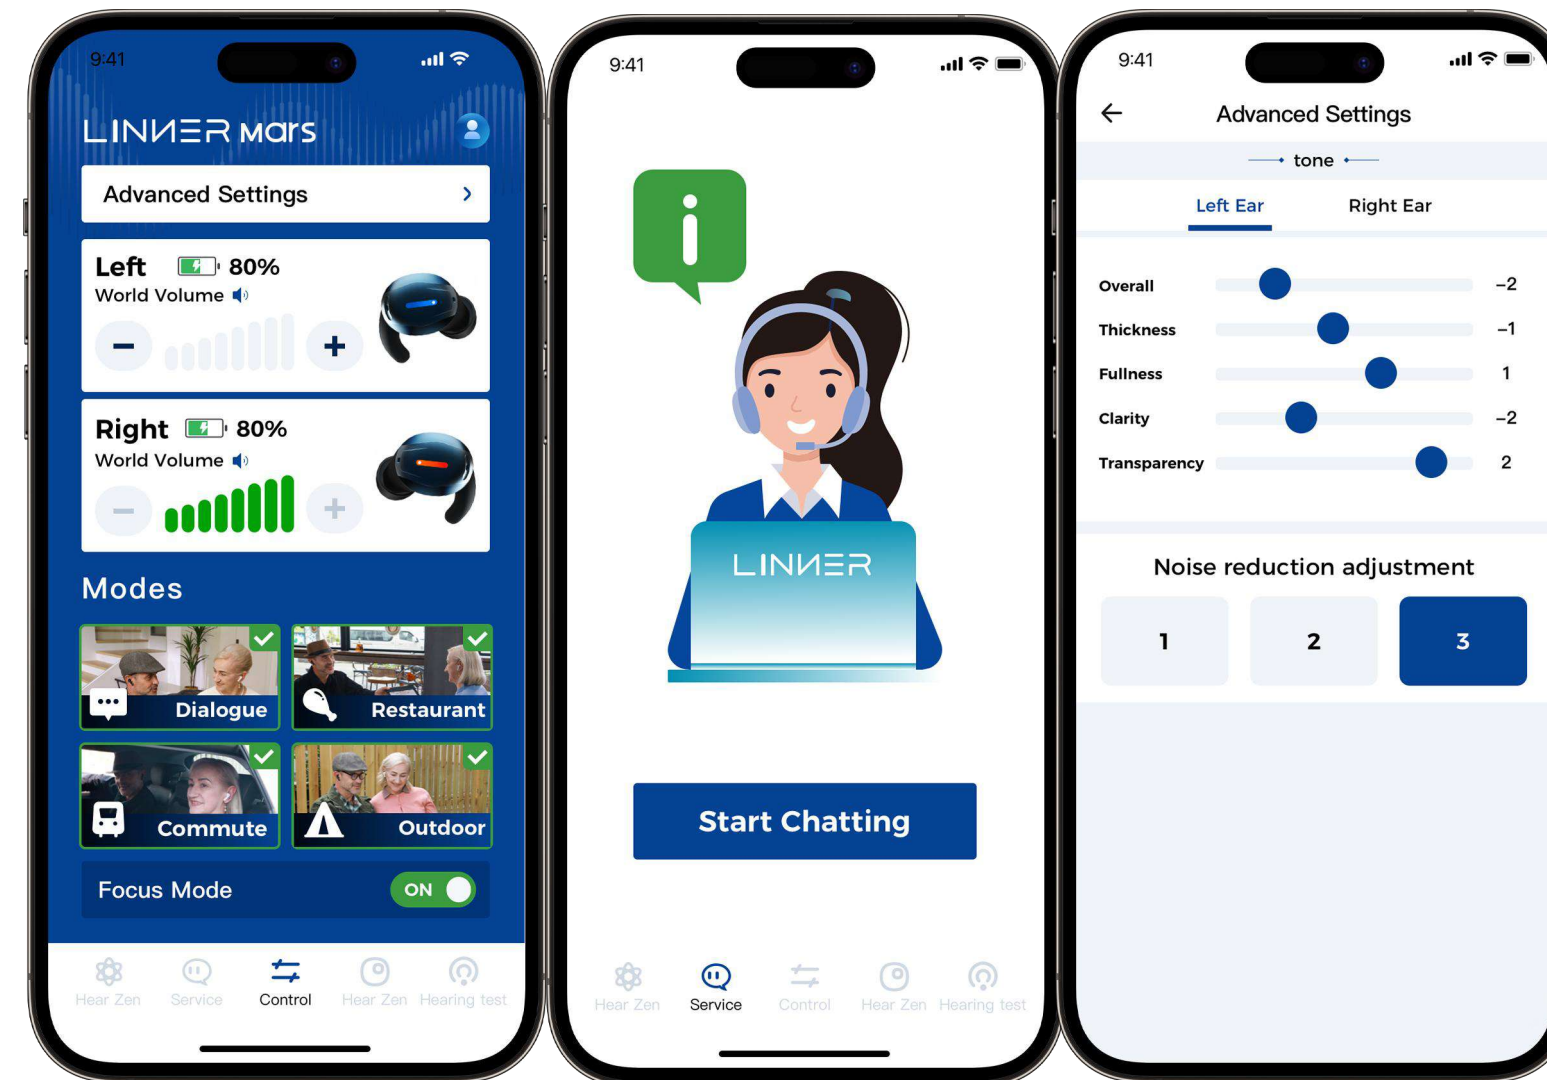 9:41
LINNER Mars
Advanced Settings
Left 80%
World Volume
Right 80%
World Volume
Modes
Dialogue
Restaurant
Commute
Outdoor
Focus Mode ON
Hear Zen Service Control Hear Zen Hearing test
9:41
LINNER
Start Chatting
Hear Zen Service Control Hear Zen Hearing test
9:41
Advanced Settings
tone
Left Ear Right Ear
Overall −2
Thickness −1
Fullness 1
Clarity −2
Transparency 2
Noise reduction adjustment
1 2 3